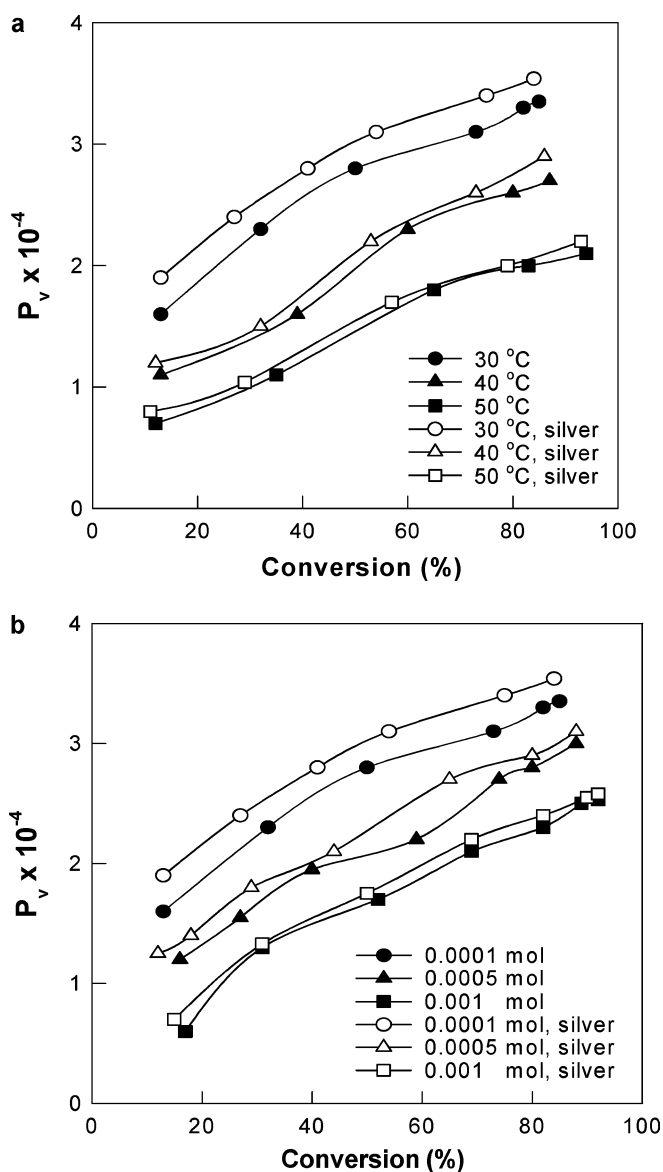 a
4
3
2
1
0
P_v x 10^-4
30 °C
40 °C
50 °C
30 °C, silver
40 °C, silver
50 °C, silver
0 20 40 60 80 100
Conversion (%)
b
4
3
2
1
0
P_v x 10^-4
0.0001 mol
0.0005 mol
0.001 mol
0.0001 mol, silver
0.0005 mol, silver
0.001 mol, silver
0 20 40 60 80 100
Conversion (%)